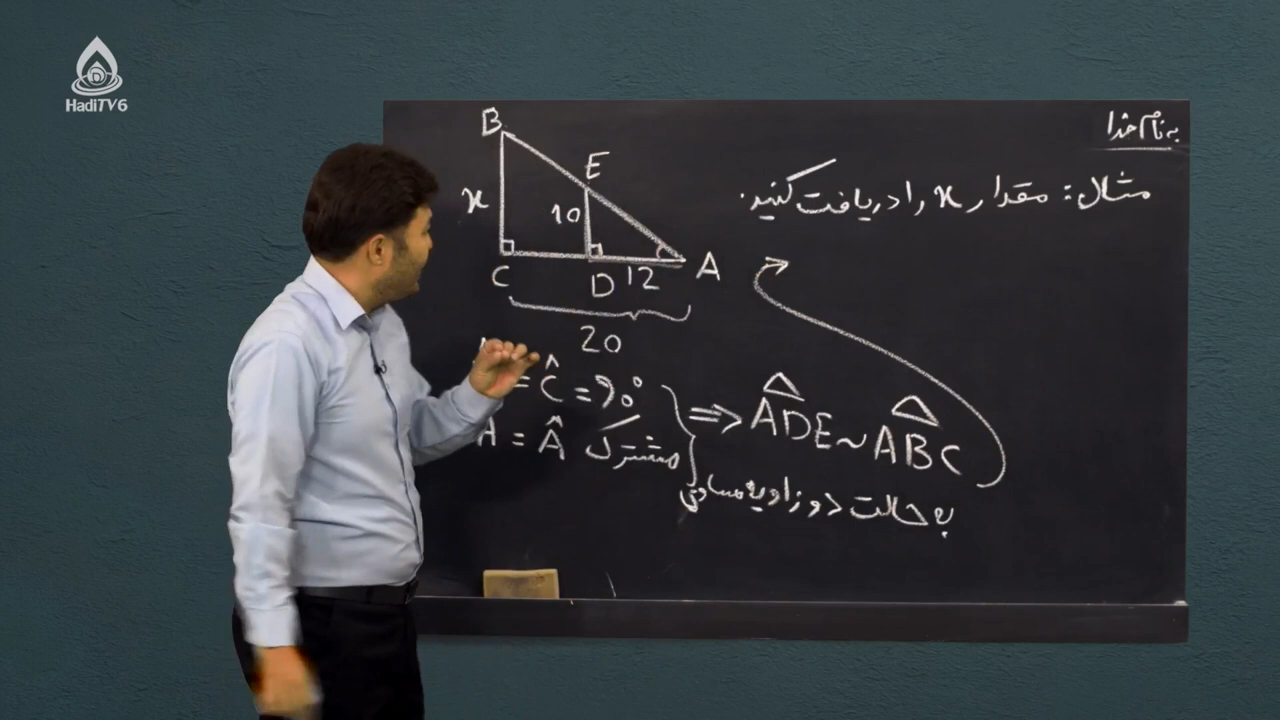 HadiTV6
به نام خدا
مثال: مقدار x را دریافت کنید.
B
E
x
10
C
D 12
A
20
= Ĉ = 90°
Â = Â مشترک
⇒ ADE ~ ABC
به حالت دو زاویه مساوی